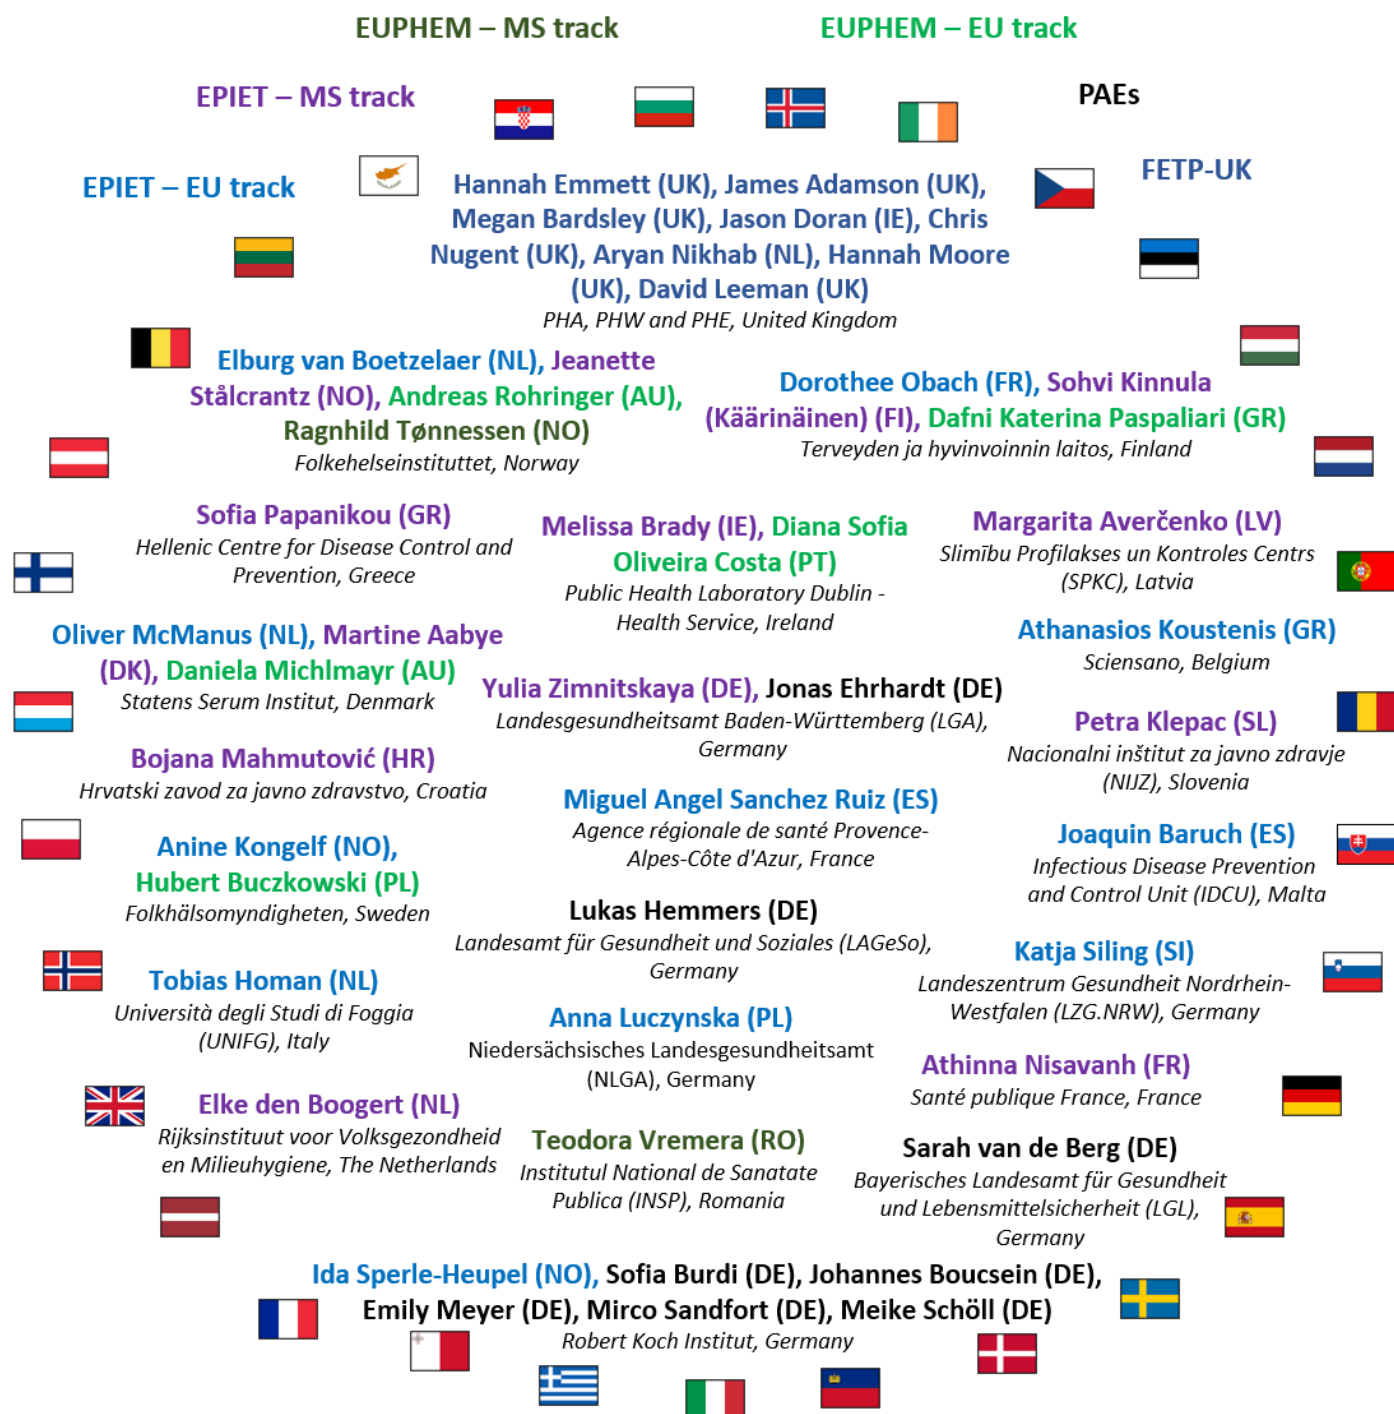 EUPHEM – MS track
EUPHEM – EU track
EPIET – MS track
PAEs
EPIET – EU track
FETP-UK
Hannah Emmett (UK), James Adamson (UK),
Megan Bardsley (UK), Jason Doran (IE), Chris
Nugent (UK), Aryan Nikhab (NL), Hannah Moore
(UK), David Leeman (UK)
PHA, PHW and PHE, United Kingdom
Elburg van Boetzelaer (NL), Jeanette
Stålcrantz (NO), Andreas Rohringer (AU),
Ragnhild Tønnessen (NO)
Folkehelseinstituttet, Norway
Dorothee Obach (FR), Sohvi Kinnula
(Käärinäinen) (FI), Dafni Katerina Paspaliari (GR)
Terveyden ja hyvinvoinnin laitos, Finland
Sofia Papanikou (GR)
Hellenic Centre for Disease Control and
Prevention, Greece
Melissa Brady (IE), Diana Sofia
Oliveira Costa (PT)
Public Health Laboratory Dublin -
Health Service, Ireland
Margarita Averčenko (LV)
Slimību Profilakses un Kontroles Centrs
(SPKC), Latvia
Oliver McManus (NL), Martine Aabye
(DK), Daniela Michlmayr (AU)
Statens Serum Institut, Denmark
Athanasios Koustenis (GR)
Sciensano, Belgium
Yulia Zimnitskaya (DE), Jonas Ehrhardt (DE)
Landesgesundheitsamt Baden-Württemberg (LGA),
Germany
Petra Klepac (SL)
Nacionalni inštitut za javno zdravje
(NIJZ), Slovenia
Bojana Mahmutović (HR)
Hrvatski zavod za javno zdravstvo, Croatia
Miguel Angel Sanchez Ruiz (ES)
Agence régionale de santé Provence-
Alpes-Côte d'Azur, France
Anine Kongelf (NO),
Hubert Buczkowski (PL)
Folkhälsomyndigheten, Sweden
Joaquin Baruch (ES)
Infectious Disease Prevention
and Control Unit (IDCU), Malta
Lukas Hemmers (DE)
Landesamt für Gesundheit und Soziales (LAGeSo),
Germany
Tobias Homan (NL)
Università degli Studi di Foggia
(UNIFG), Italy
Katja Siling (SI)
Landeszentrum Gesundheit Nordrhein-
Westfalen (LZG.NRW), Germany
Anna Luczynska (PL)
Niedersächsisches Landesgesundheitsamt
(NLGA), Germany
Athinna Nisavanh (FR)
Santé publique France, France
Elke den Boogert (NL)
Rijksinstituut voor Volksgezondheid
en Milieuhygiene, The Netherlands
Teodora Vremera (RO)
Institutul National de Sanatate
Publica (INSP), Romania
Sarah van de Berg (DE)
Bayerisches Landesamt für Gesundheit
und Lebensmittelsicherheit (LGL),
Germany
Ida Sperle-Heupel (NO), Sofia Burdi (DE), Johannes Boucsein (DE),
Emily Meyer (DE), Mirco Sandfort (DE), Meike Schöll (DE)
Robert Koch Institut, Germany